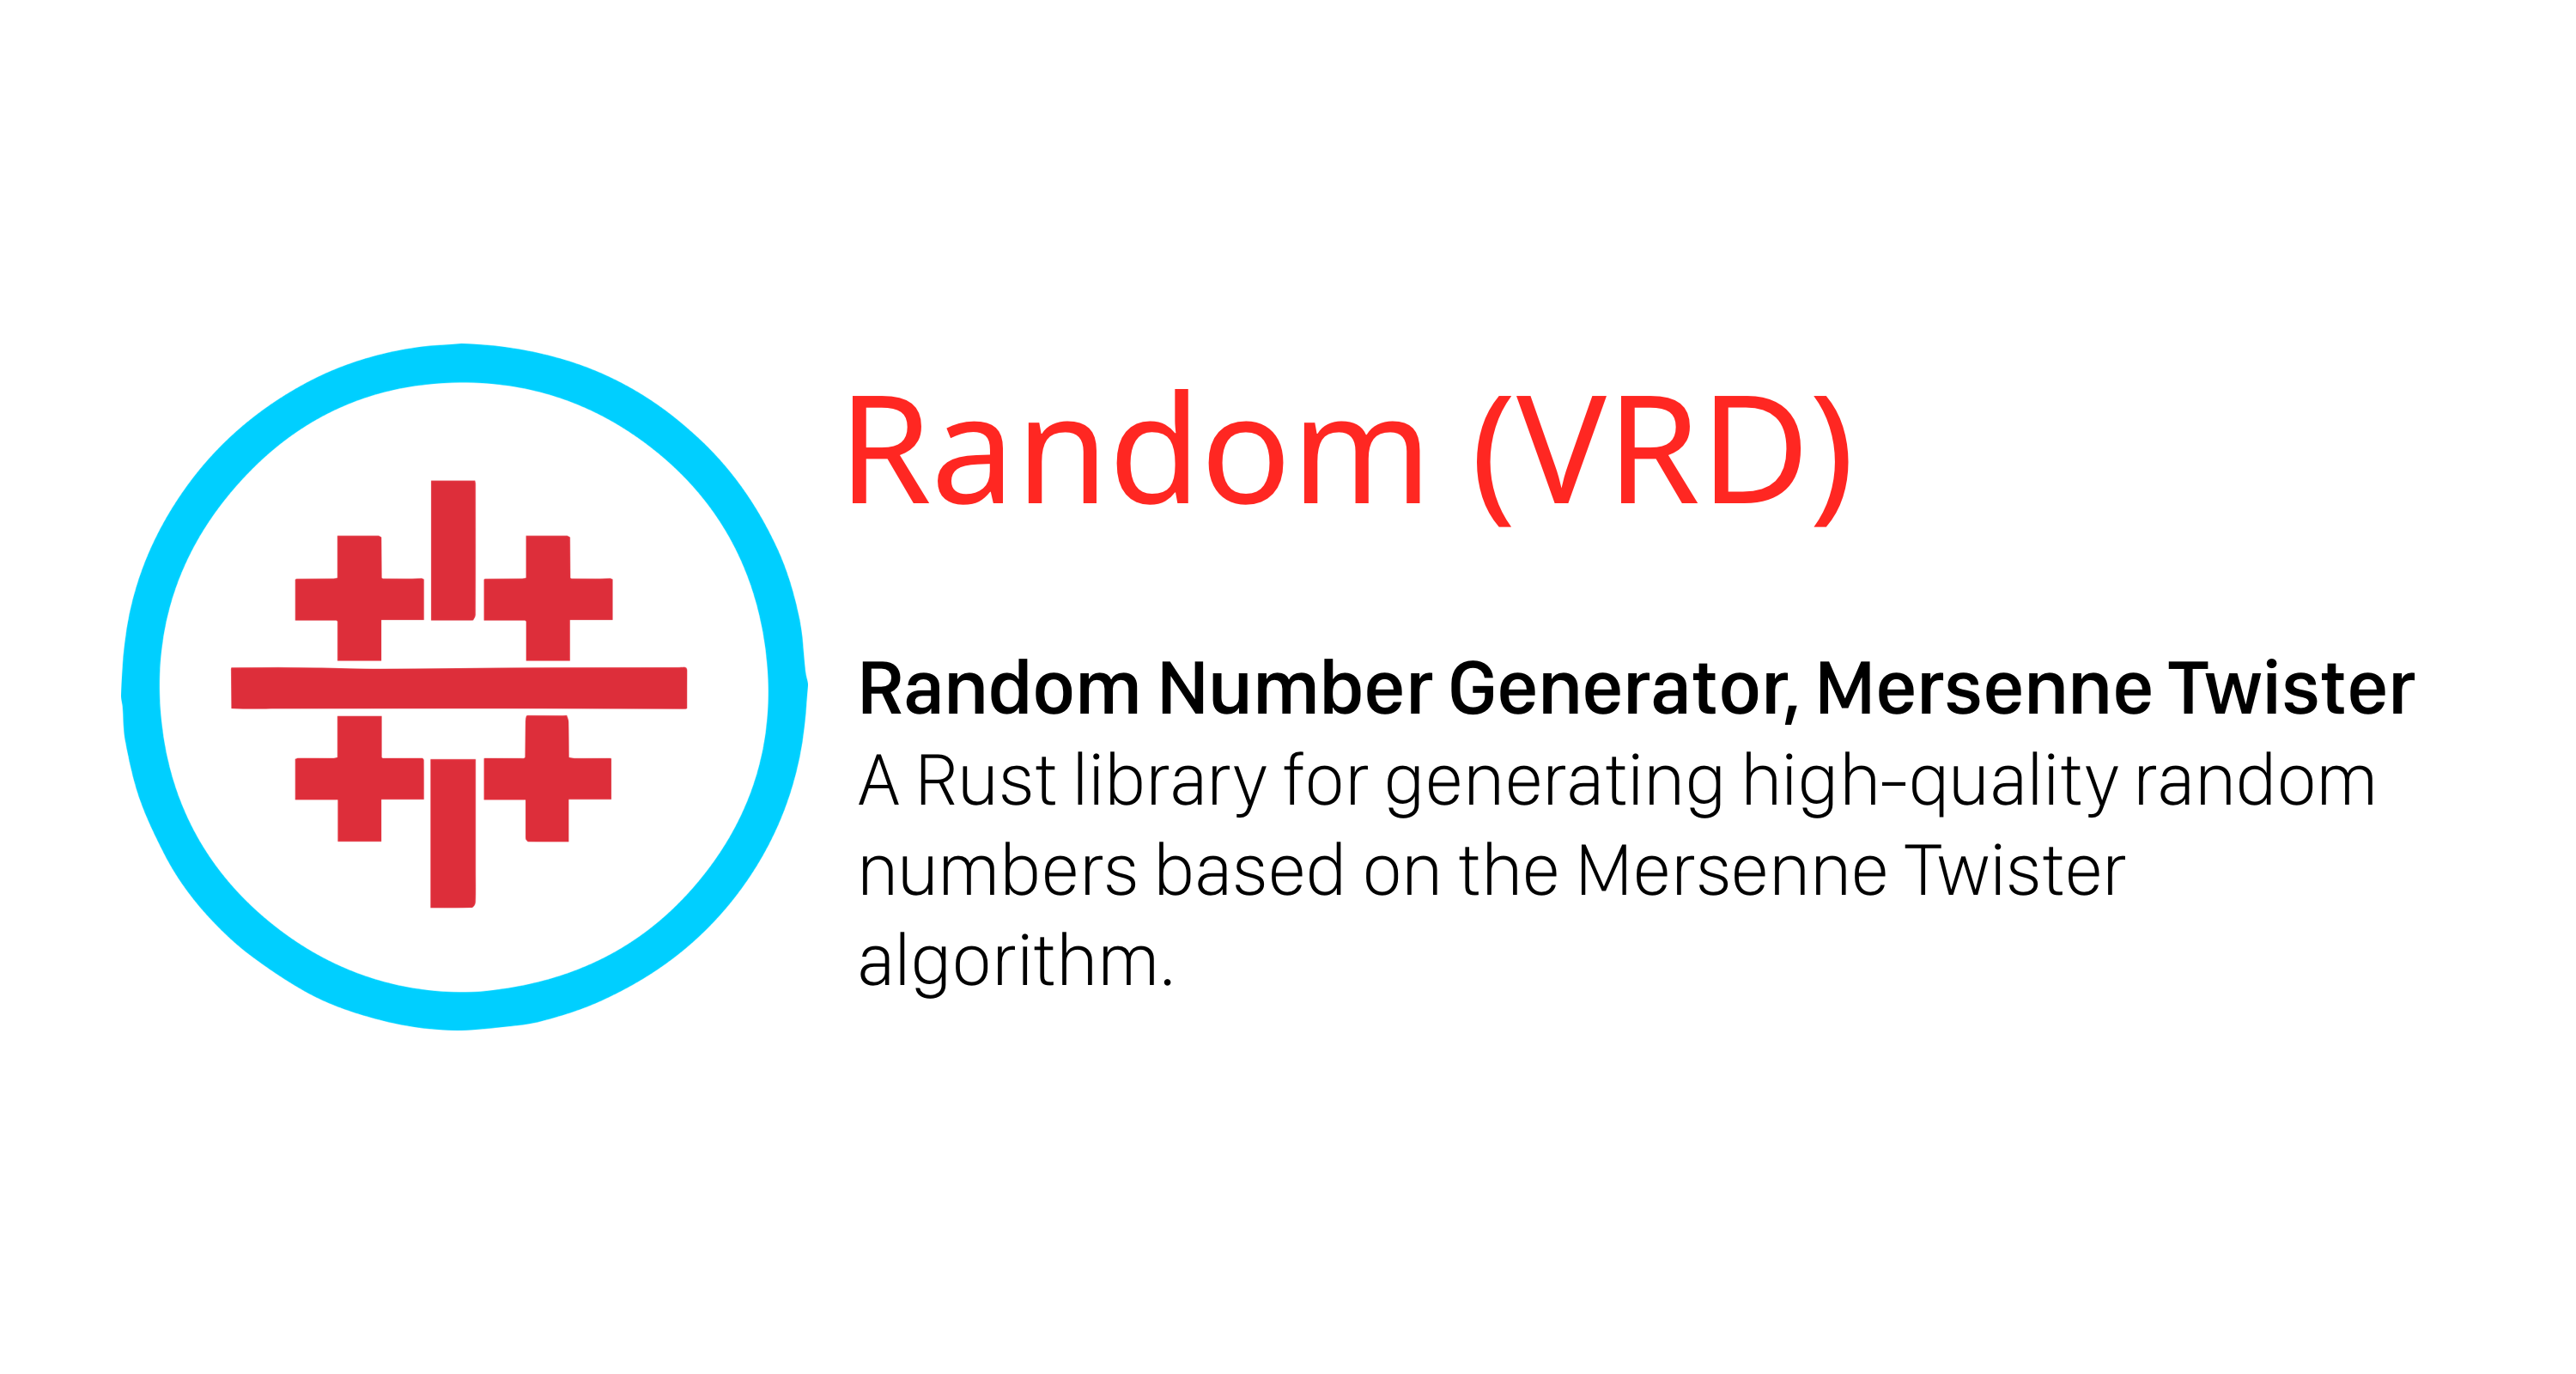 Random (VRD)
Random Number Generator, Mersenne Twister
A Rust library for generating high-quality random
numbers based on the Mersenne Twister
algorithm.